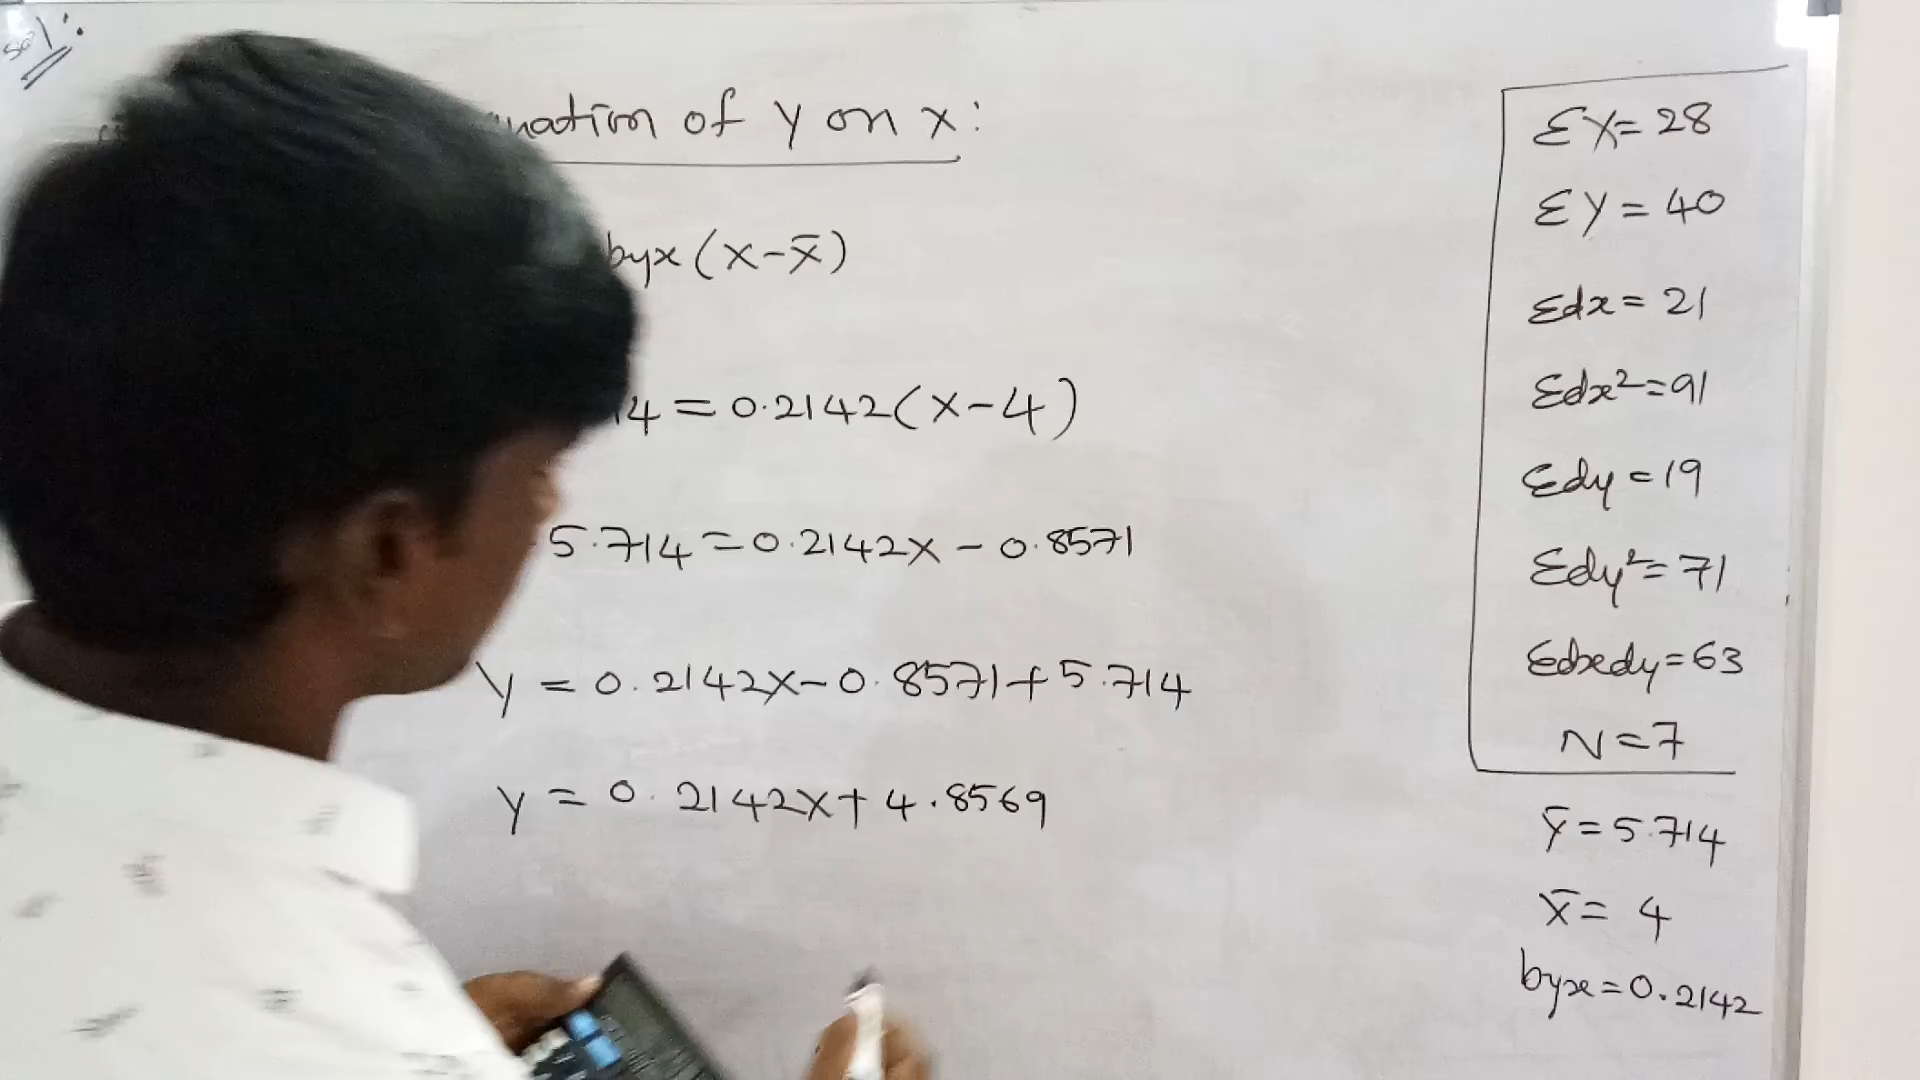 Sol:
of Y on X:
byx (X-X̄)
14 = 0.2142(X-4)
5.714 = 0.2142X - 0.8571
Y = 0.2142X - 0.8571 + 5.714
Y = 0.2142X + 4.8569
ΣX = 28
ΣY = 40
Σdx = 21
Σdx² = 91
Σdy = 19
Σdy² = 71
Σdxdy = 63
N = 7
Ȳ = 5.714
X̄ = 4
byx = 0.2142